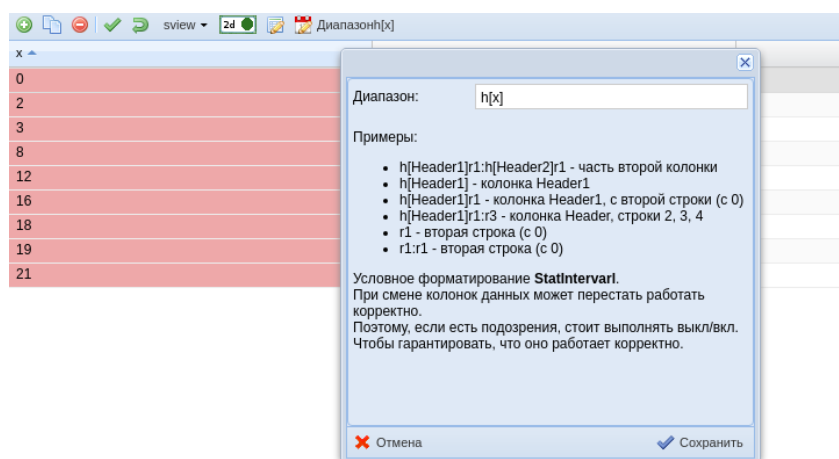 sview 2d Диапазонh[x]
x
0
2
3
8
12
16
18
19
21
Диапазон: h[x]
Примеры:
h[Header1]r1:h[Header2]r1 - часть второй колонки
h[Header1] - колонка Header1
h[Header1]r1 - колонка Header1, с второй строки (с 0)
h[Header1]r1:r3 - колонка Header, строки 2, 3, 4
r1 - вторая строка (с 0)
r1:r1 - вторая строка (с 0)
Условное форматирование StatIntervarl.
При смене колонок данных может перестать работать
корректно.
Поэтому, если есть подозрения, стоит выполнять выкл/вкл.
Чтобы гарантировать, что оно работает корректно.
Отмена Сохранить